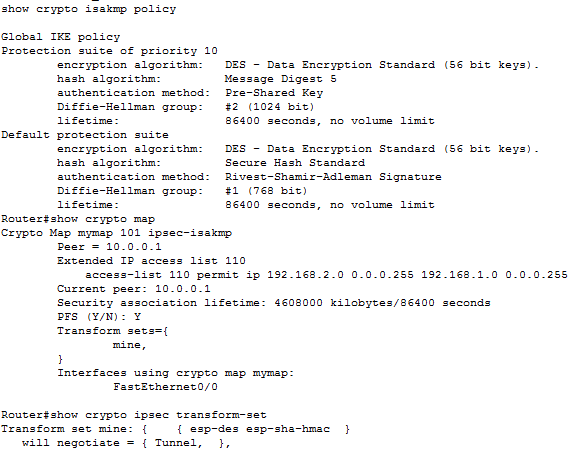 show crypto isakmp policy
Global IKE policy
Protection suite of priority 10
encryption algorithm: DES - Data Encryption Standard (56 bit keys).
hash algorithm: Message Digest 5
authentication method: Pre-Shared Key
Diffie-Hellman group: #2 (1024 bit)
lifetime: 86400 seconds, no volume limit
Default protection suite
encryption algorithm: DES - Data Encryption Standard (56 bit keys).
hash algorithm: Secure Hash Standard
authentication method: Rivest-Shamir-Adleman Signature
Diffie-Hellman group: #1 (768 bit)
lifetime: 86400 seconds, no volume limit
Router#show crypto map
Crypto Map mymap 101 ipsec-isakmp
Peer = 10.0.0.1
Extended IP access list 110
access-list 110 permit ip 192.168.2.0 0.0.0.255 192.168.1.0 0.0.0.255
Current peer: 10.0.0.1
Security association lifetime: 4608000 kilobytes/86400 seconds
PFS (Y/N): Y
Transform sets={
mine,
}
Interfaces using crypto map mymap:
FastEthernet0/0
Router#show crypto ipsec transform-set
Transform set mine: { { esp-des esp-sha-hmac }
will negotiate = { Tunnel, },